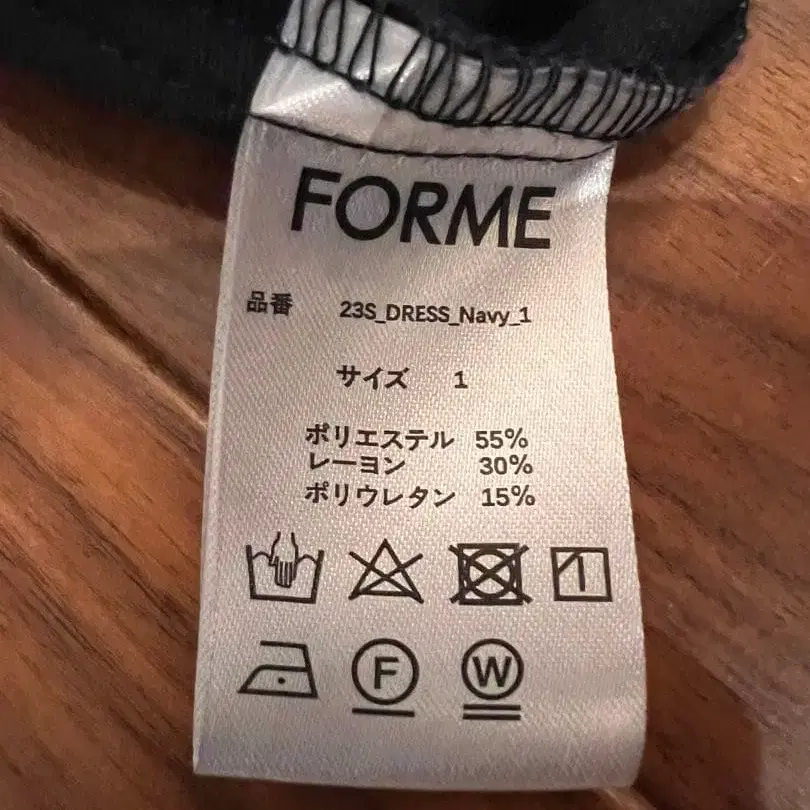 FORME
品番 23S_DRESS_Navy_1
サイズ 1
ポリエステル 55%
レーヨン 30%
ポリウレタン 15%
F W